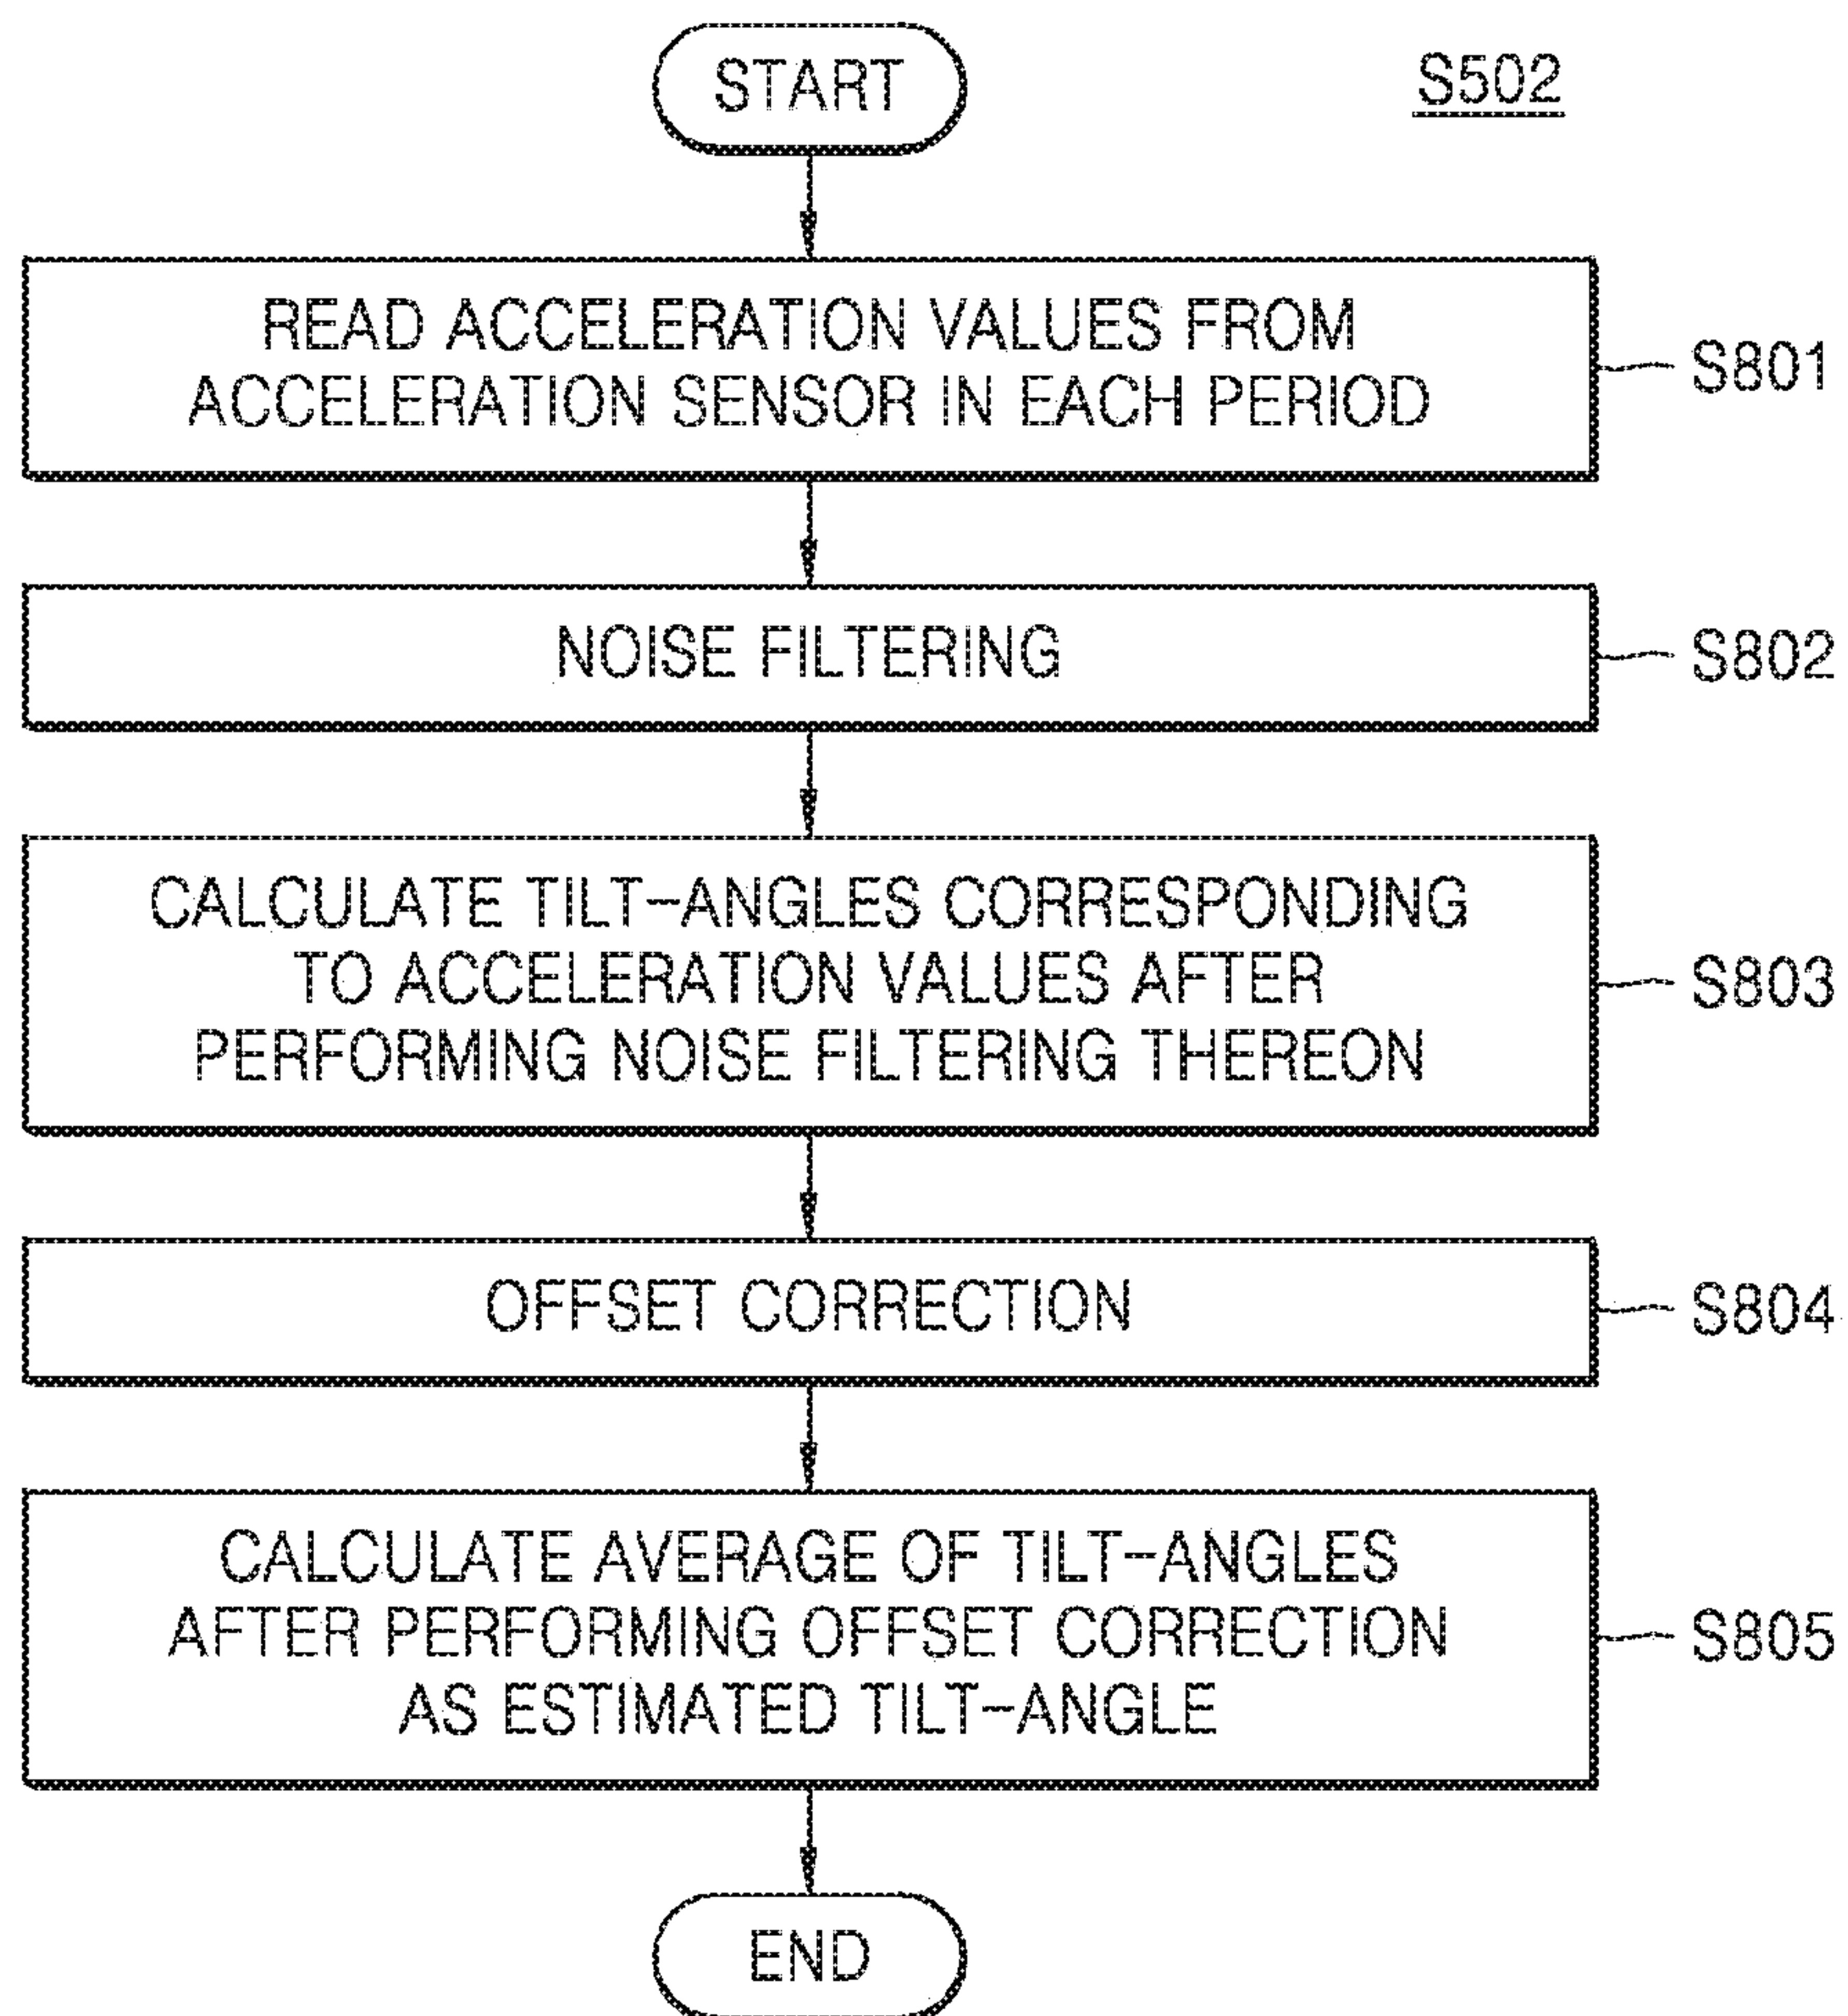 START
S502
READ ACCELERATION VALUES FROM
ACCELERATION SENSOR IN EACH PERIOD
S801
NOISE FILTERING
S802
CALCULATE TILT-ANGLES CORRESPONDING
TO ACCELERATION VALUES AFTER
PERFORMING NOISE FILTERING THEREON
S803
OFFSET CORRECTION
S804
CALCULATE AVERAGE OF TILT-ANGLES
AFTER PERFORMING OFFSET CORRECTION
AS ESTIMATED TILT-ANGLE
S805
END